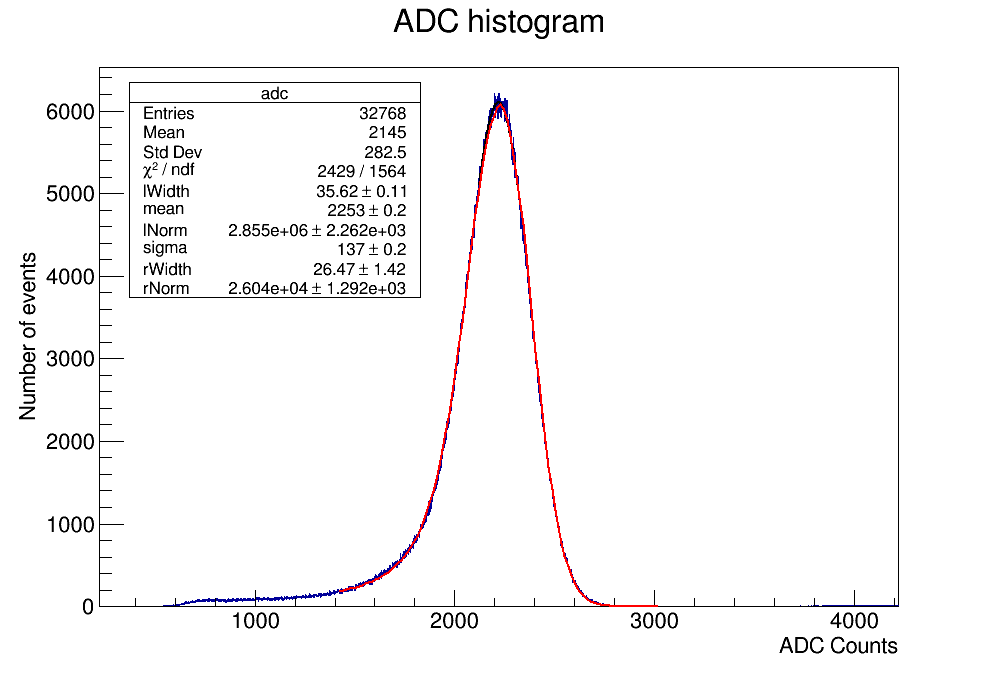 ADC histogram
adc
Entries 32768
Mean 2145
Std Dev 282.5
χ² / ndf 2429 / 1564
lWidth 35.62 ± 0.11
mean 2253 ± 0.2
lNorm 2.855e+06 ± 2.262e+03
sigma 137 ± 0.2
rWidth 26.47 ± 1.42
rNorm 2.604e+04 ± 1.292e+03
Number of events
6000
5000
4000
3000
2000
1000
0
1000 2000 3000 4000
ADC Counts